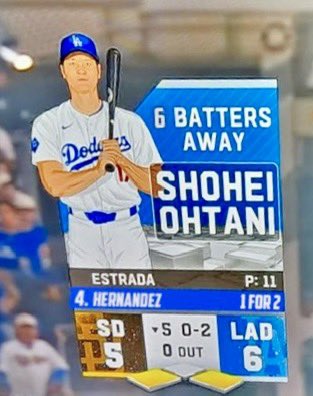 6 BATTERS
AWAY
SHOHEI
OHTANI
Dodgers
17
ESTRADA P: 11
4. HERNANDEZ 1 FOR 2
SD 5
▼5 0-2
0 OUT
LAD 6